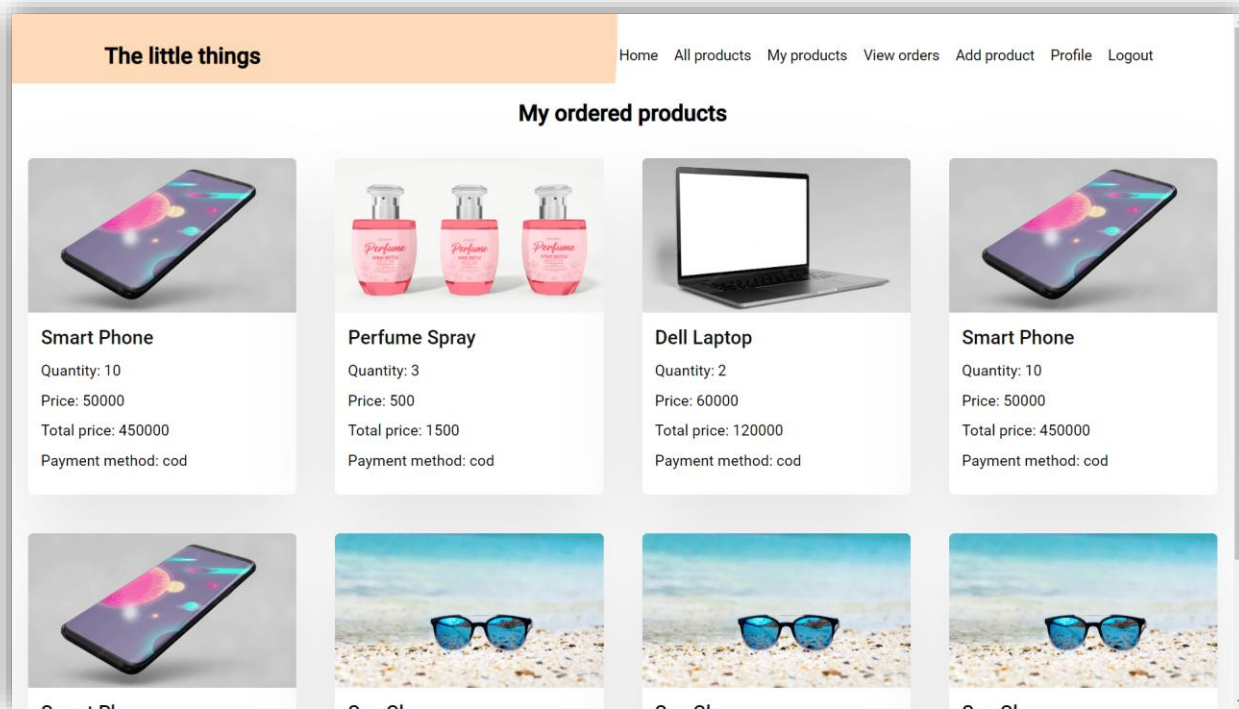 The little things
Home All products My products View orders Add product Profile Logout
My ordered products
Perfume
Perfume
Perfume
Smart Phone
Quantity: 10
Price: 50000
Total price: 450000
Payment method: cod
Perfume Spray
Quantity: 3
Price: 500
Total price: 1500
Payment method: cod
Dell Laptop
Quantity: 2
Price: 60000
Total price: 120000
Payment method: cod
Smart Phone
Quantity: 10
Price: 50000
Total price: 450000
Payment method: cod